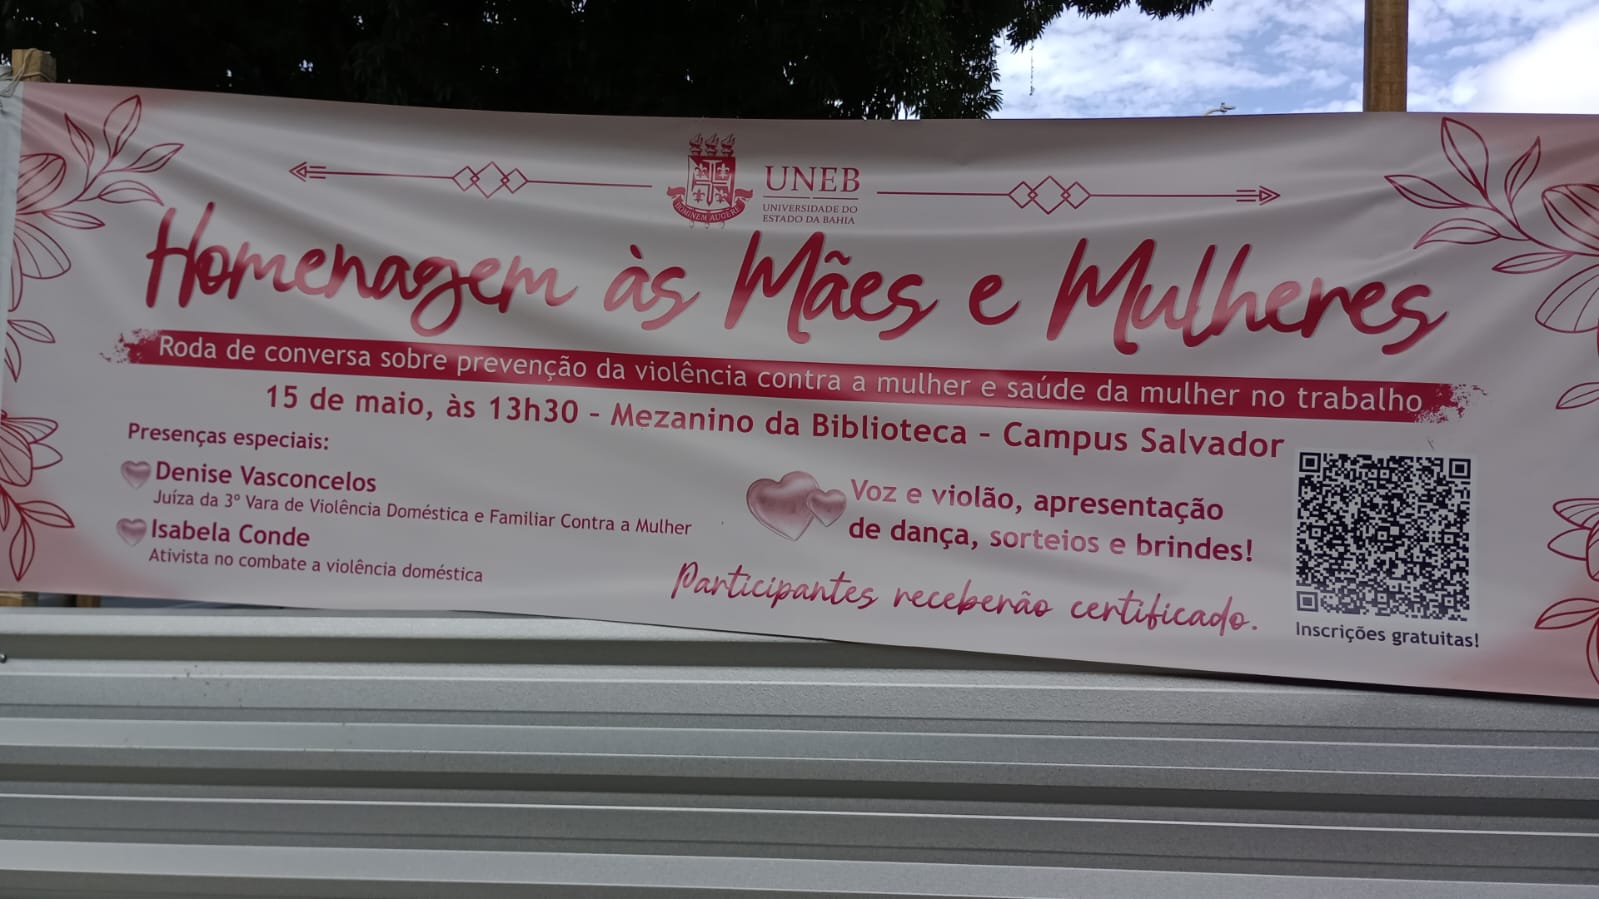 UNEB
UNIVERSIDADE DO
ESTADO DA BAHIA
HOMINEM AUGERE
Homenagem às Mães e Mulheres
Roda de conversa sobre prevenção da violência contra a mulher e saúde da mulher no trabalho
15 de maio, às 13h30 - Mezanino da Biblioteca - Campus Salvador
Presenças especiais:
Denise Vasconcelos
Juíza da 3º Vara de Violência Doméstica e Familiar Contra a Mulher
Isabela Conde
Ativista no combate a violência doméstica
Voz e violão, apresentação
de dança, sorteios e brindes!
Participantes receberão certificado.
Inscrições gratuitas!